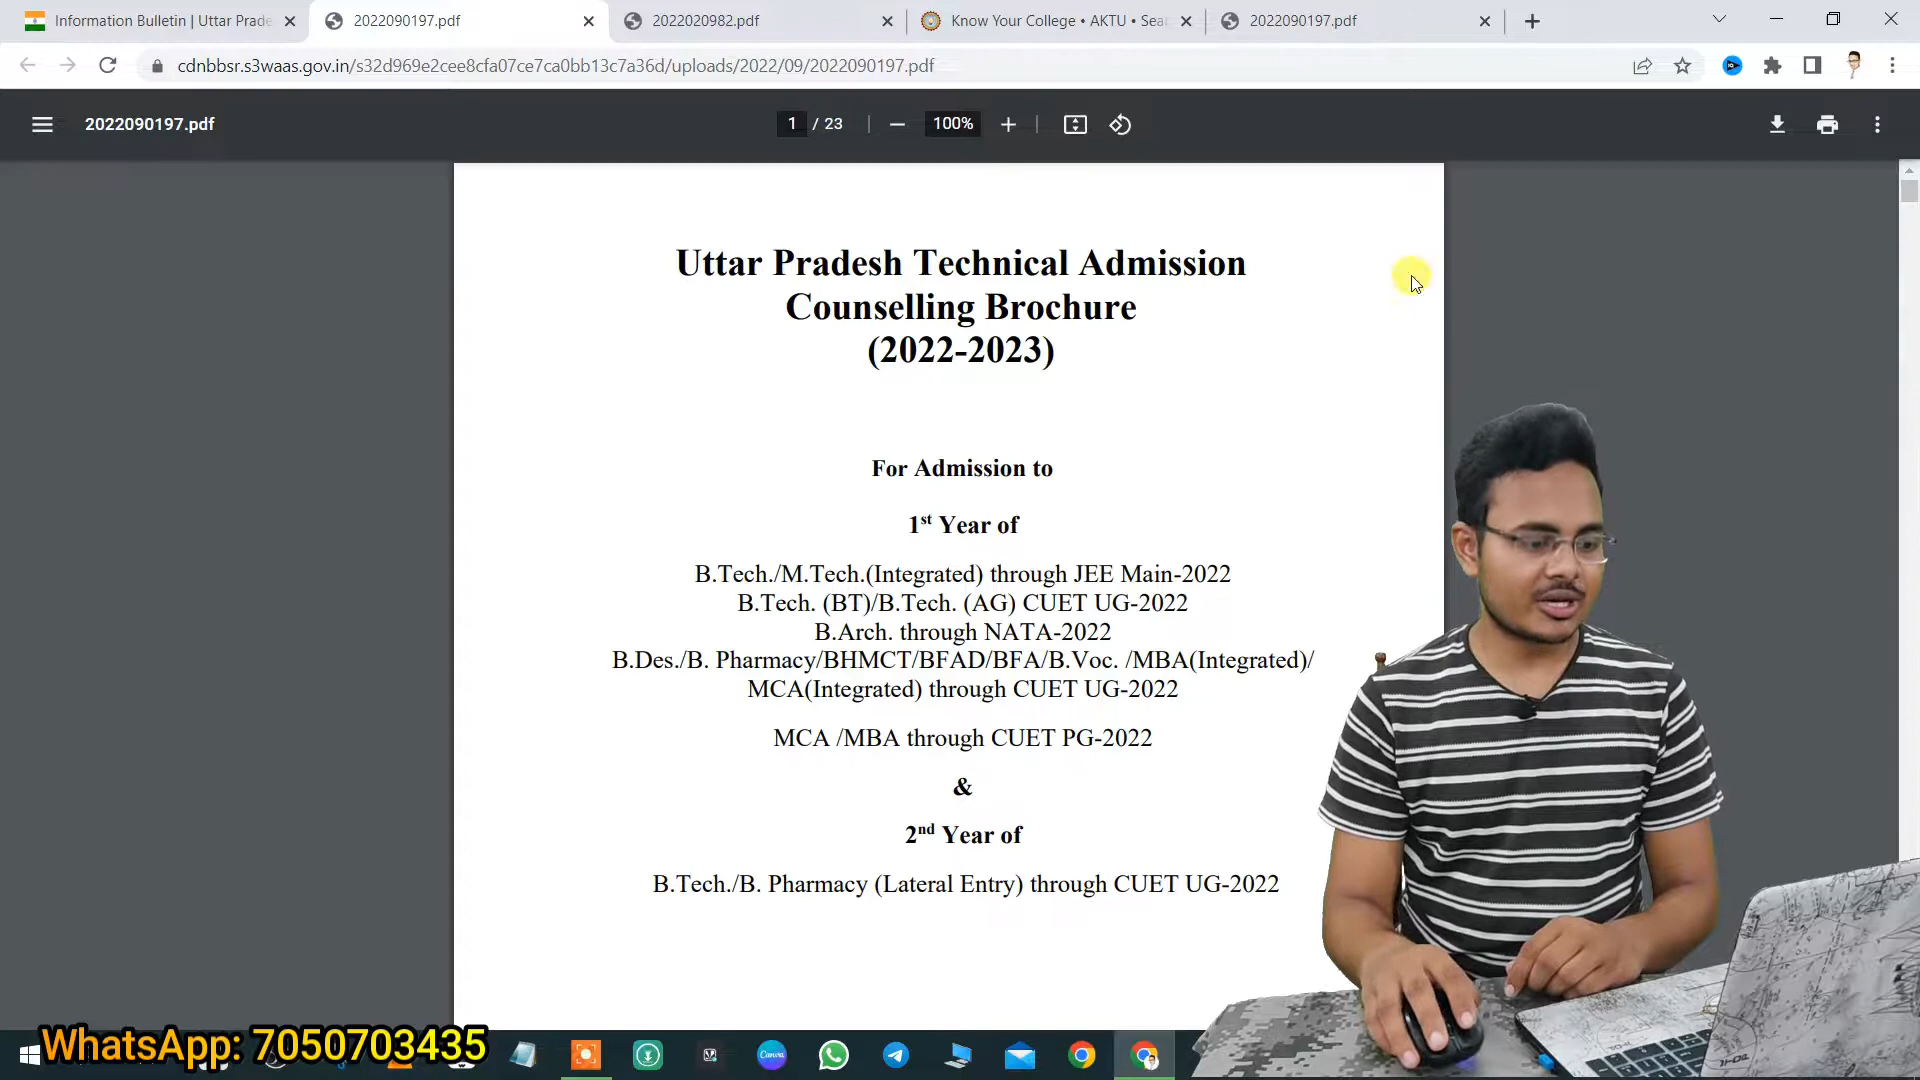 Information Bulletin | Uttar Prade
2022090197.pdf
2022020982.pdf
Know Your College • AKTU • Sea
2022090197.pdf
cdnbbsr.s3waas.gov.in/s32d969e2cee8cfa07ce7ca0bb13c7a36d/uploads/2022/09/2022090197.pdf
2022090197.pdf
1 / 23
100%
Uttar Pradesh Technical Admission
Counselling Brochure
(2022-2023)
For Admission to
1st Year of
B.Tech./M.Tech.(Integrated) through JEE Main-2022
B.Tech. (BT)/B.Tech. (AG) CUET UG-2022
B.Arch. through NATA-2022
B.Des./B. Pharmacy/BHMCT/BFAD/BFA/B.Voc. /MBA(Integrated)/
MCA(Integrated) through CUET UG-2022
MCA /MBA through CUET PG-2022
&
2nd Year of
B.Tech./B. Pharmacy (Lateral Entry) through CUET UG-2022
WhatsApp: 7050703435
Canva